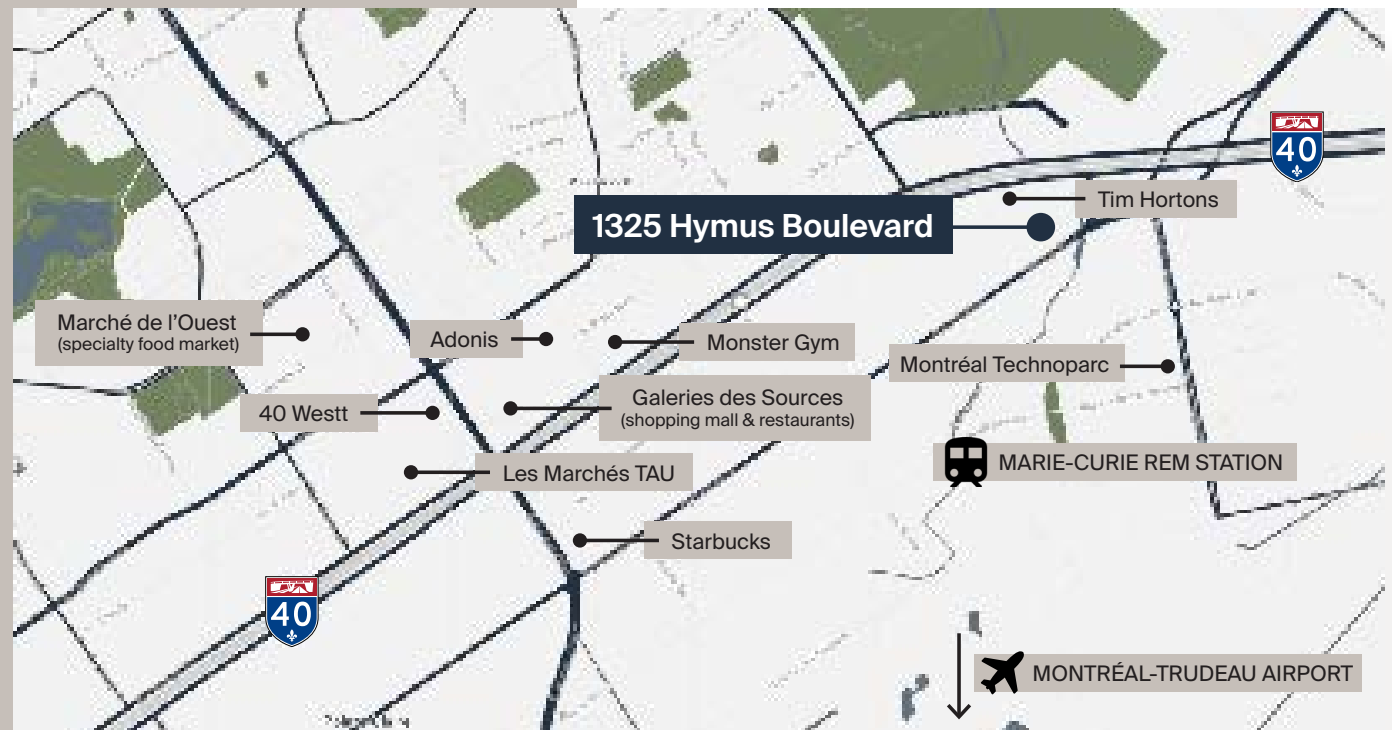 40
Tim Hortons
1325 Hymus Boulevard
Marché de l'Ouest
(specialty food market)
Adonis
Monster Gym
Montréal Technoparc
Galeries des Sources
(shopping mall & restaurants)
40 Westt
MARIE-CURIE REM STATION
Les Marchés TAU
Starbucks
40
MONTRÉAL-TRUDEAU AIRPORT